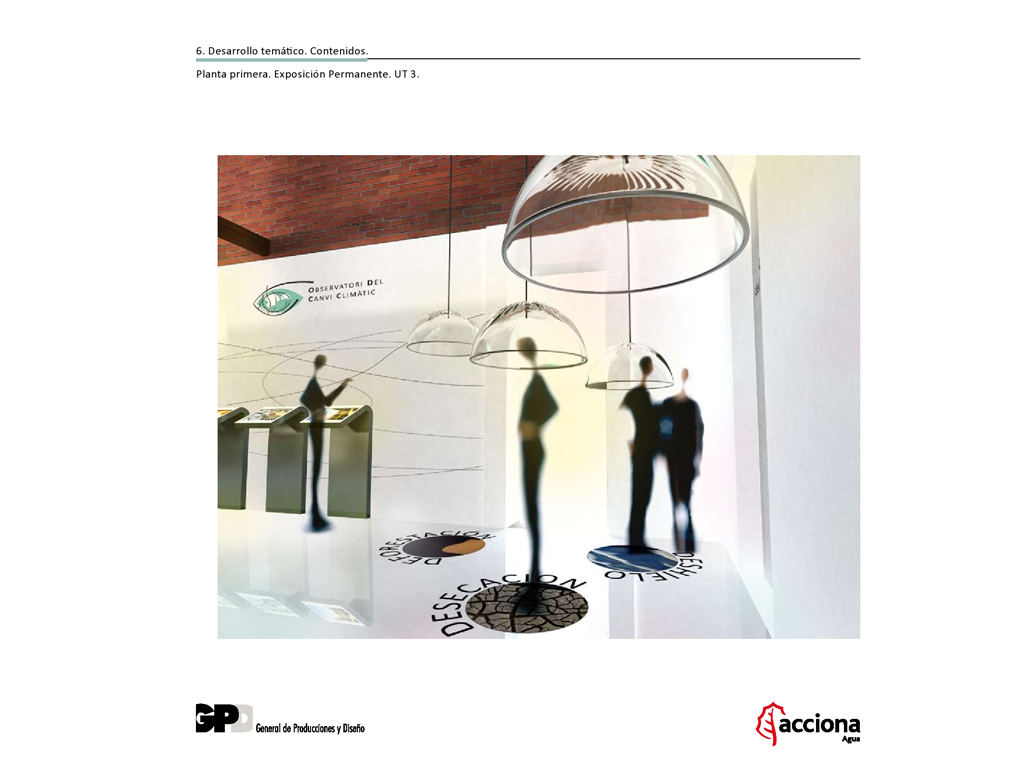 6. Desarrollo temático. Contenidos.
Planta primera. Exposición Permanente. UT 3.
OBSERVATORI DEL
CANVI CLIMÀTIC
DEFORESTACION
DESECACION
DESHIELO
GPD General de Producciones y Diseño
acciona
Agua